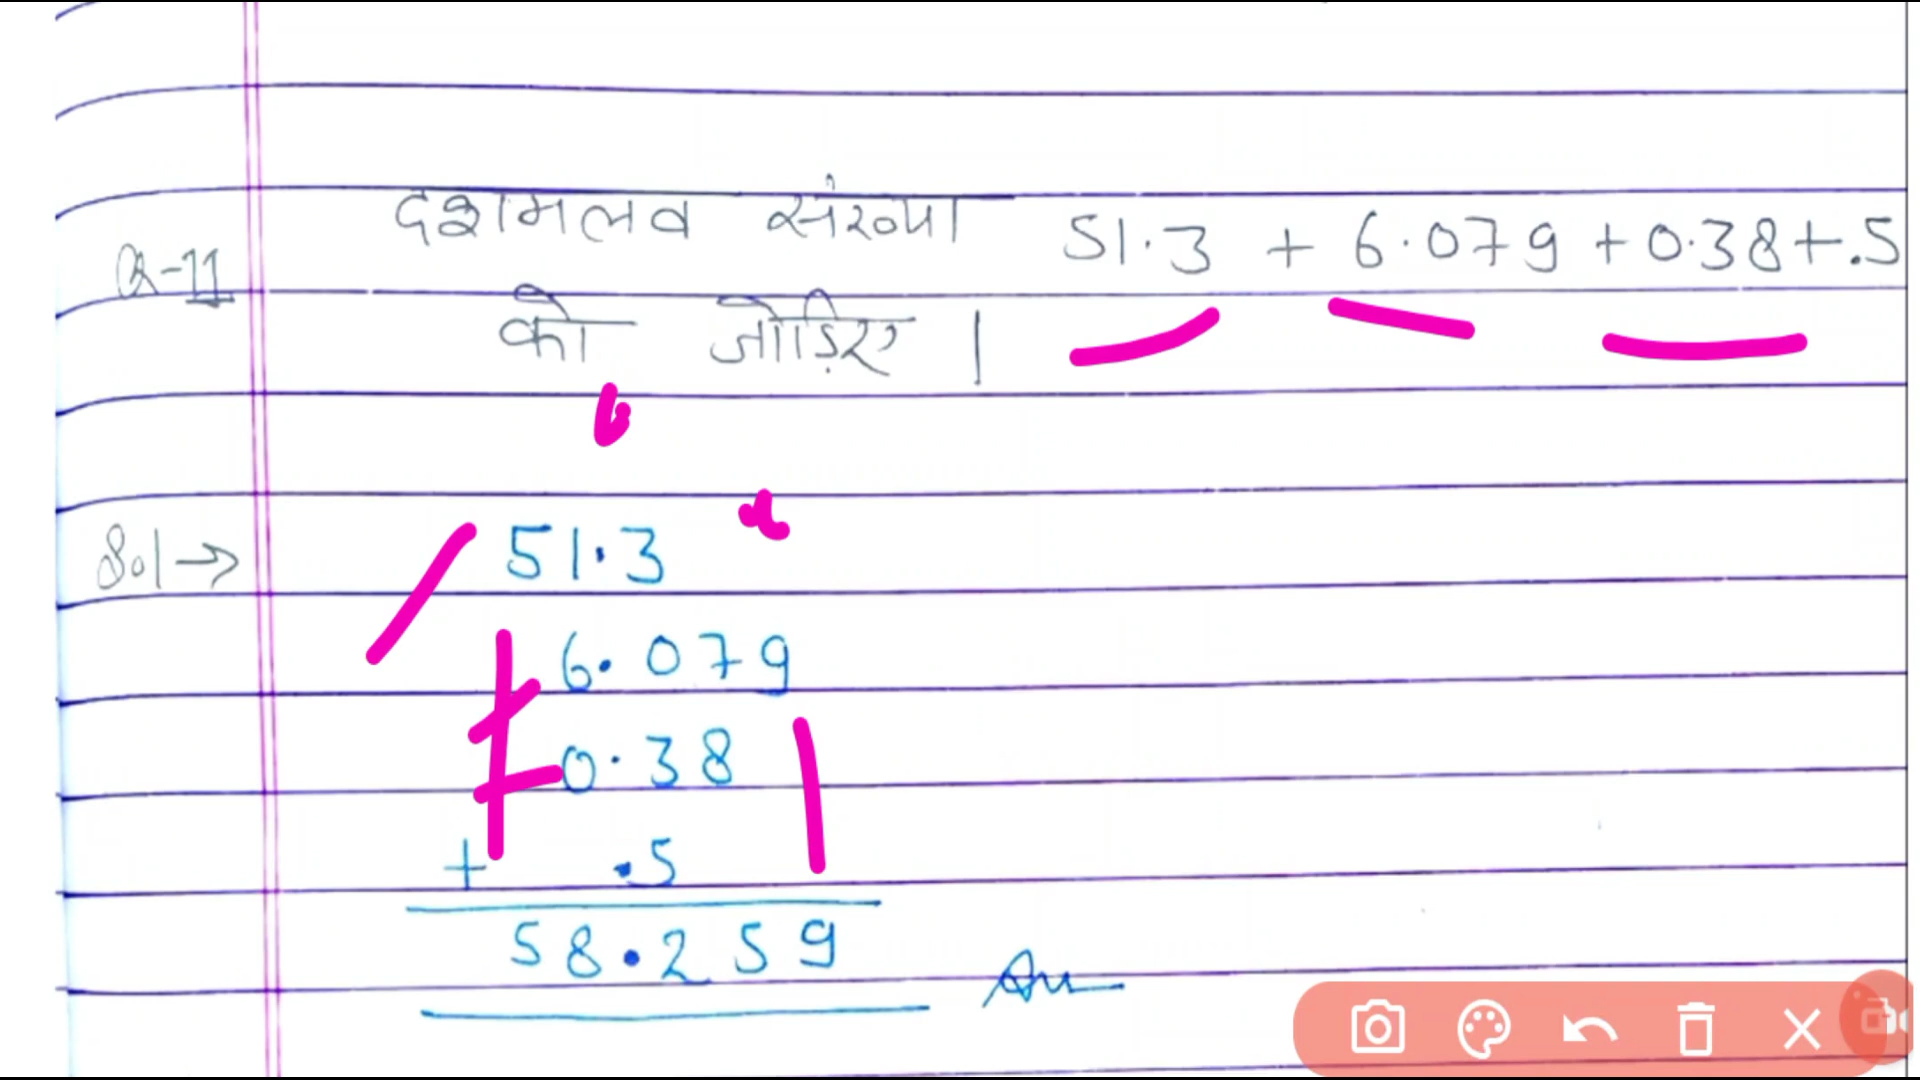 दशमलव संख्या 51.3 + 6.079 + 0.38 + .5
Q-11
को जोड़िए |
Sol → 51.3
6.079
0.38
+ .5
58.259 Ans